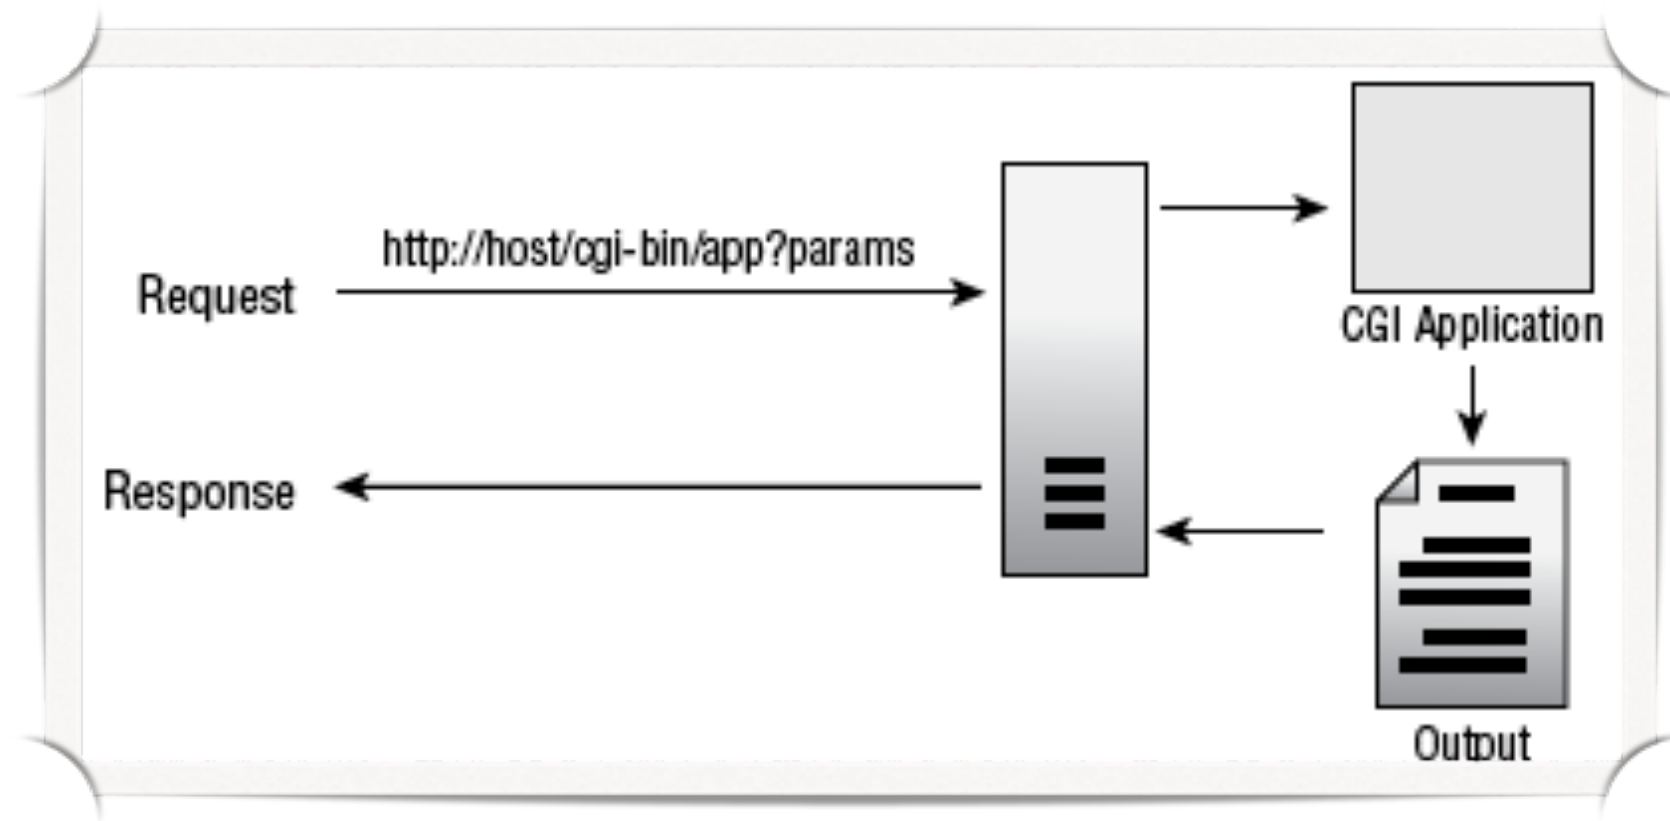 http://host/cgi-bin/app?params
Request
CGI Application
Response
Output